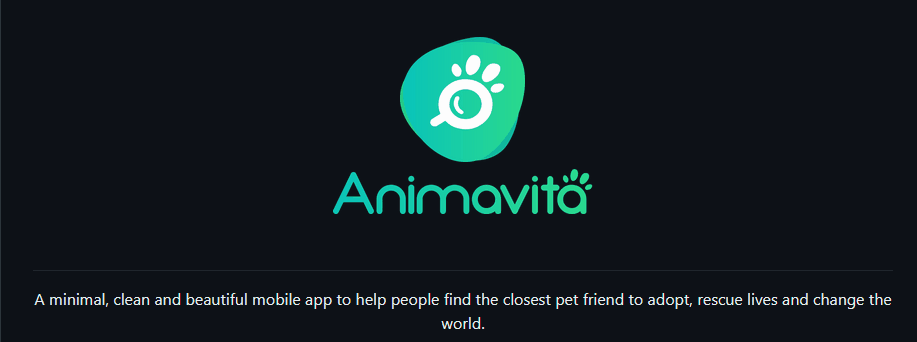 Animavita
A minimal, clean and beautiful mobile app to help people find the closest pet friend to adopt, rescue lives and change the
world.